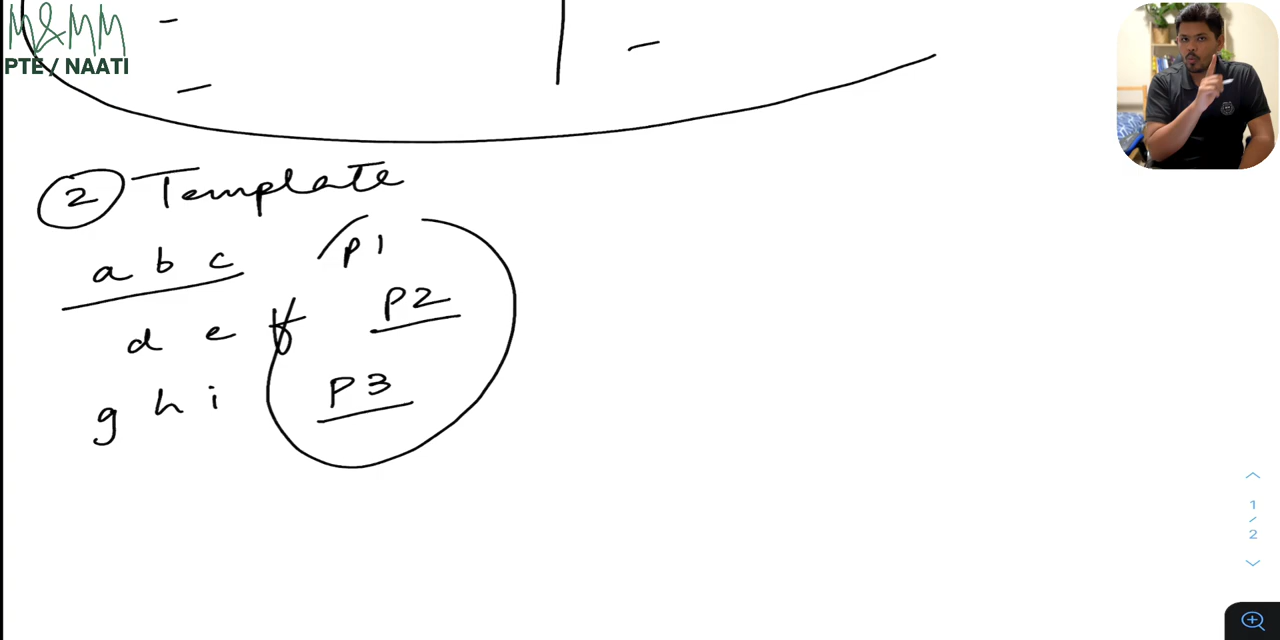 M&MM
PTE / NAATI
② Template
a b c P1
d e f P2
g h i P3
1
/
2